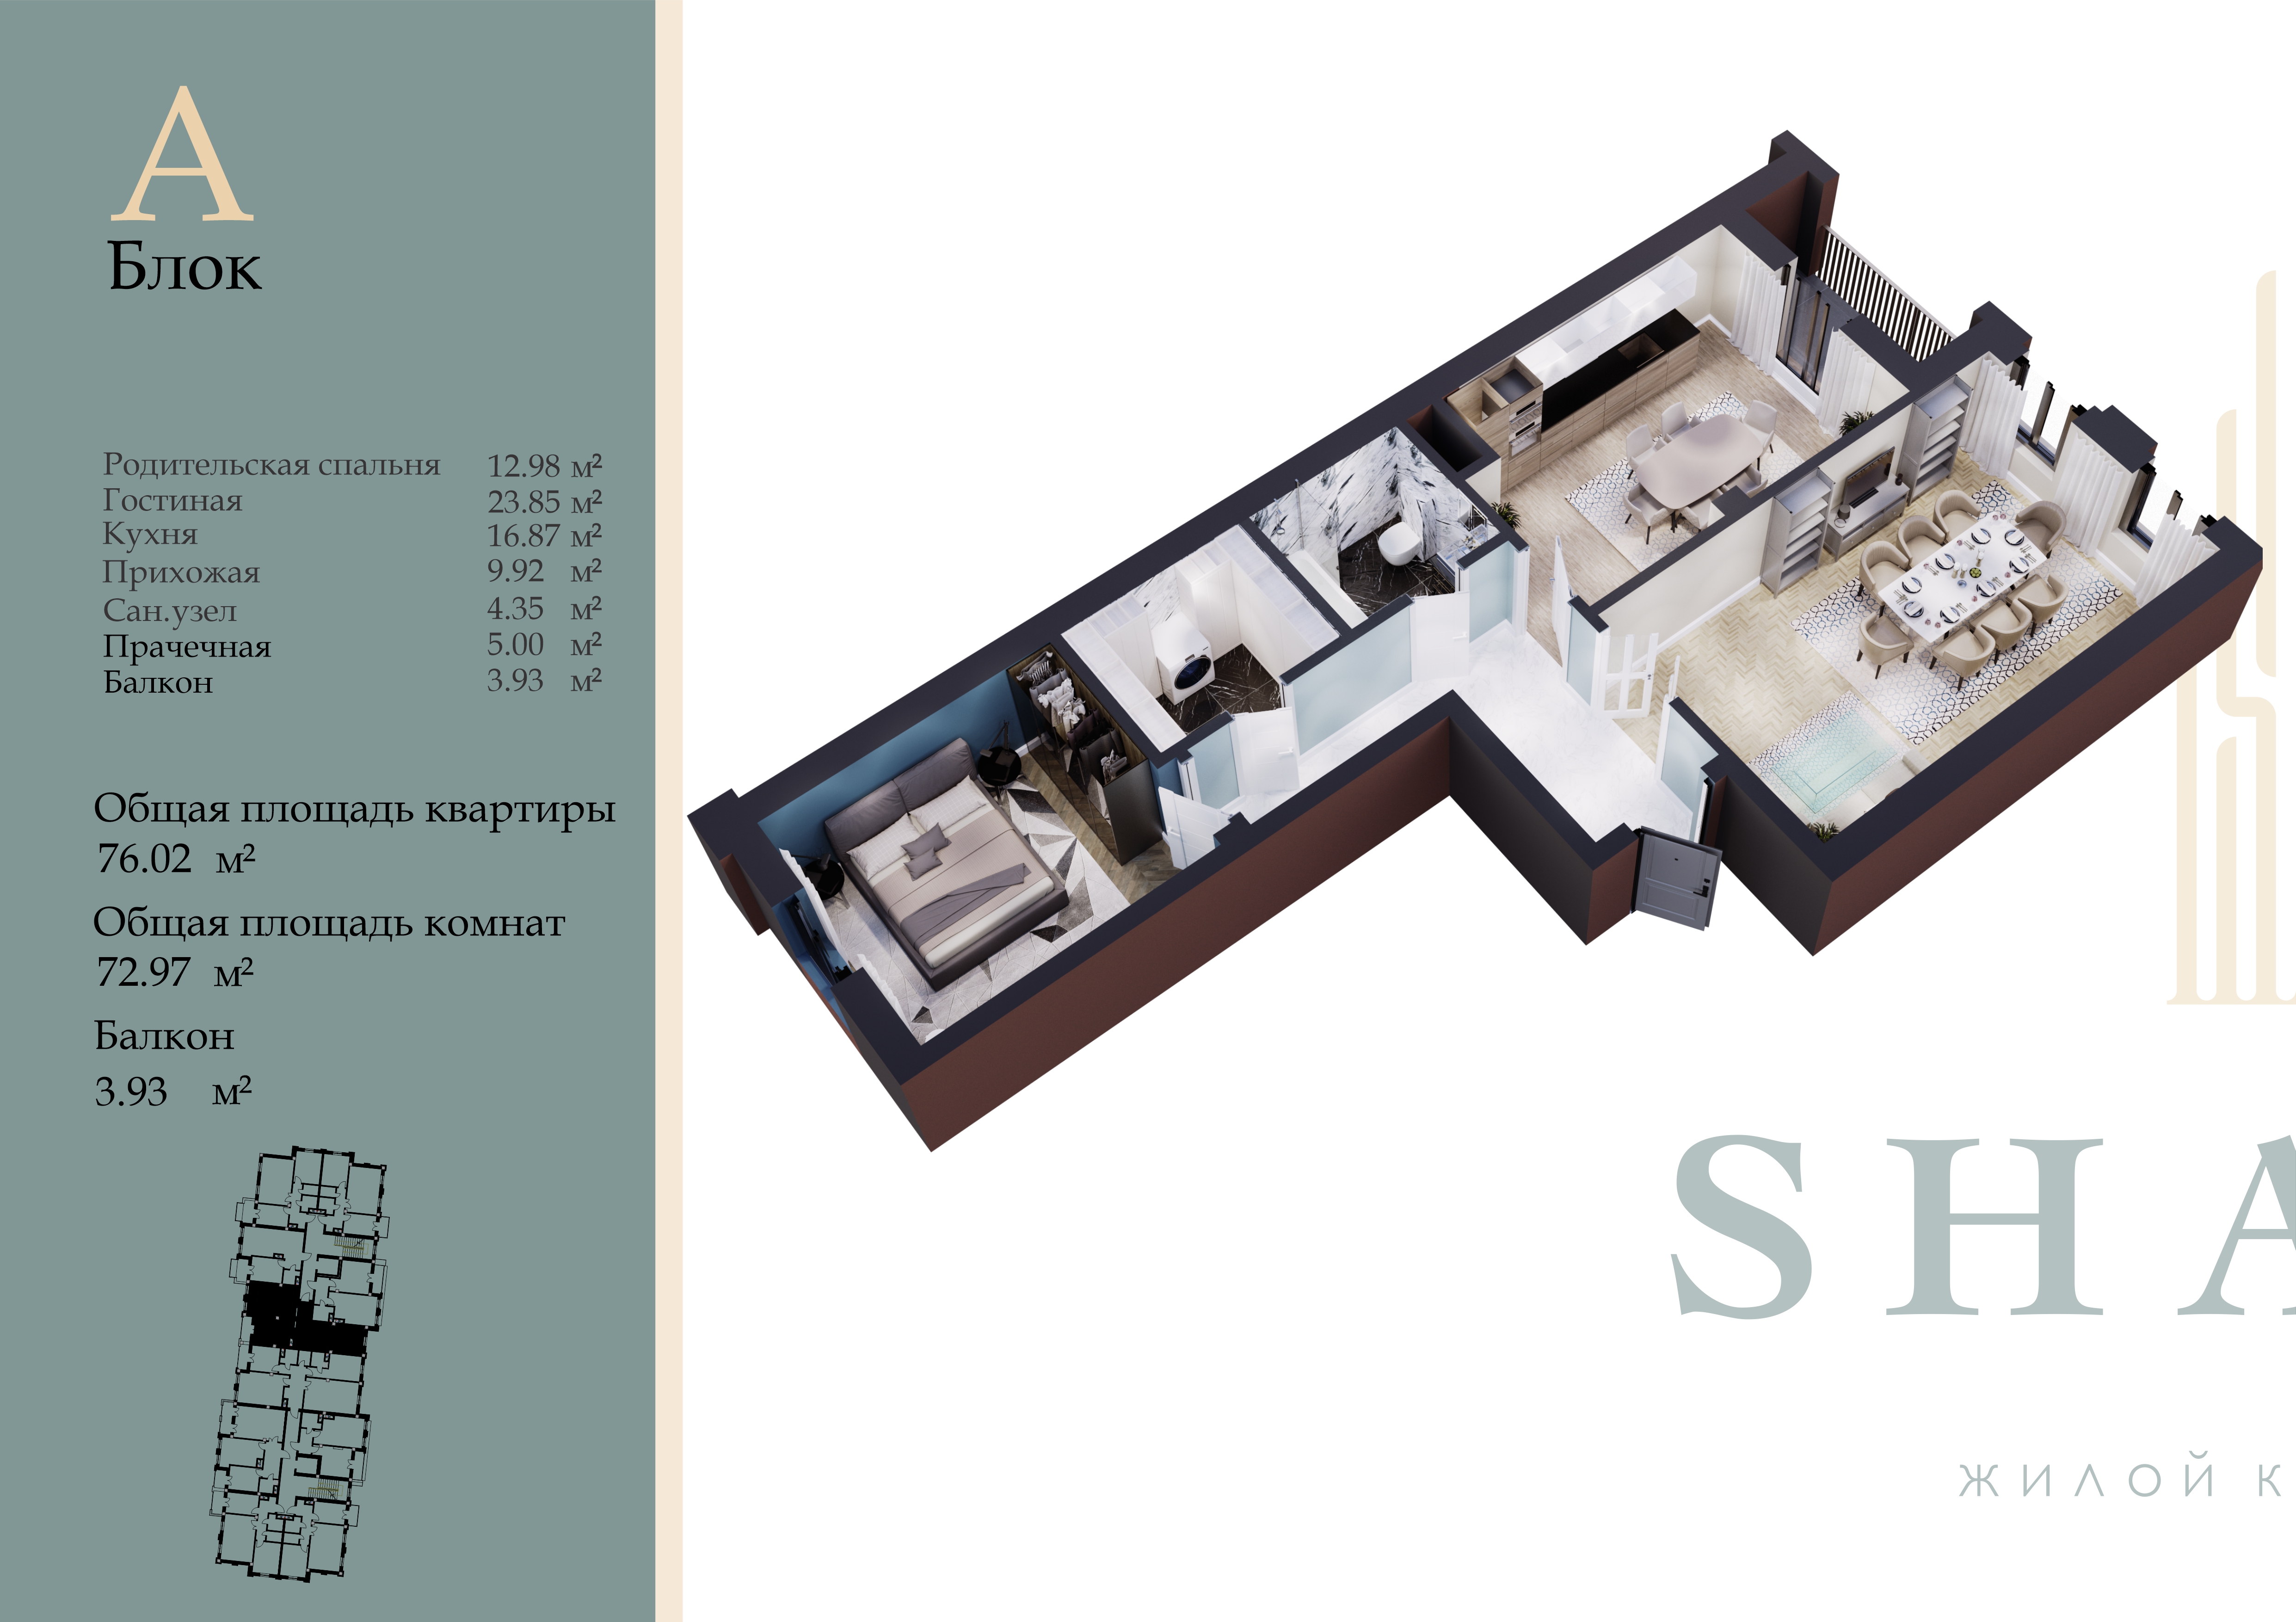 А
Блок
Родительская спальня 12.98 м²
Гостиная 23.85 м²
Кухня 16.87 м²
Прихожая 9.92 м²
Сан.узел 4.35 м²
Прачечная 5.00 м²
Балкон 3.93 м²
Общая площадь квартиры
76.02 м²
Общая площадь комнат
72.97 м²
Балкон
3.93 м²
SHA
ЖИЛОЙ К